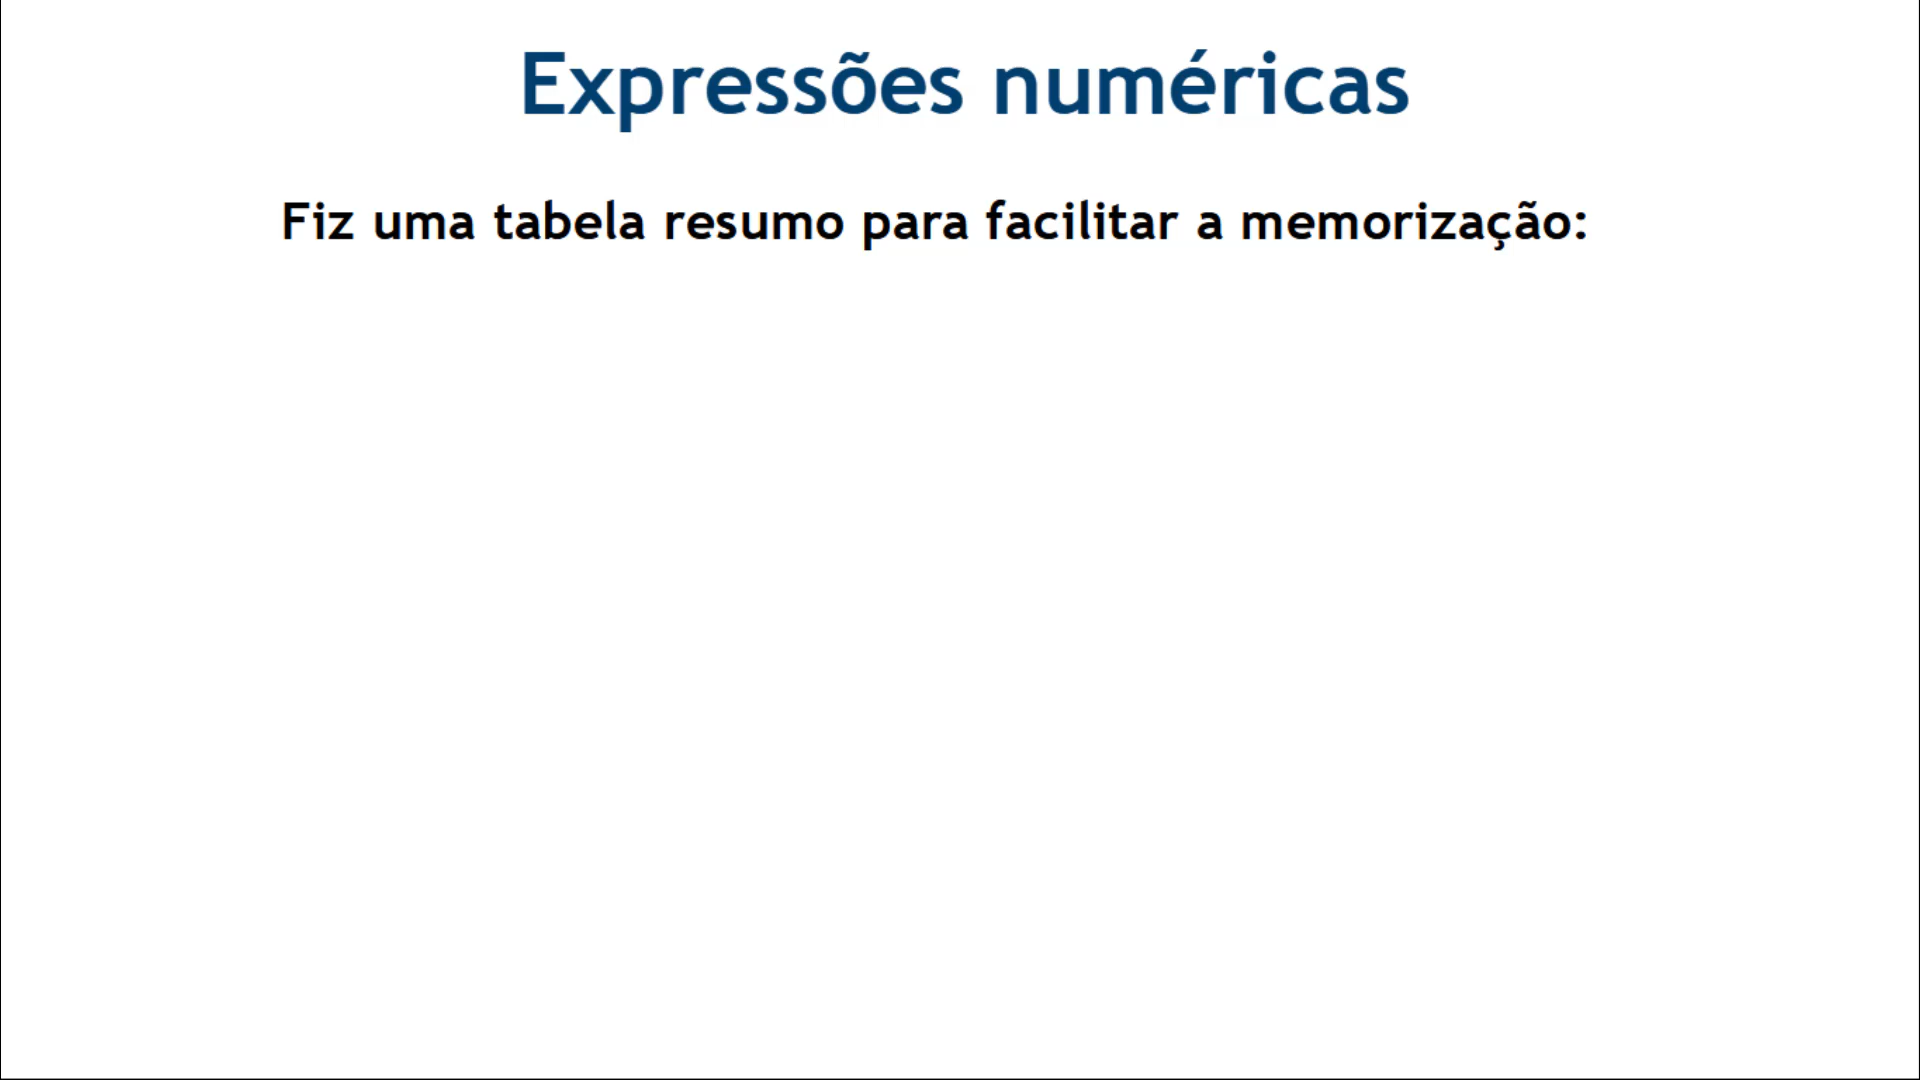 Expressões numéricas
Fiz uma tabela resumo para facilitar a memorização: